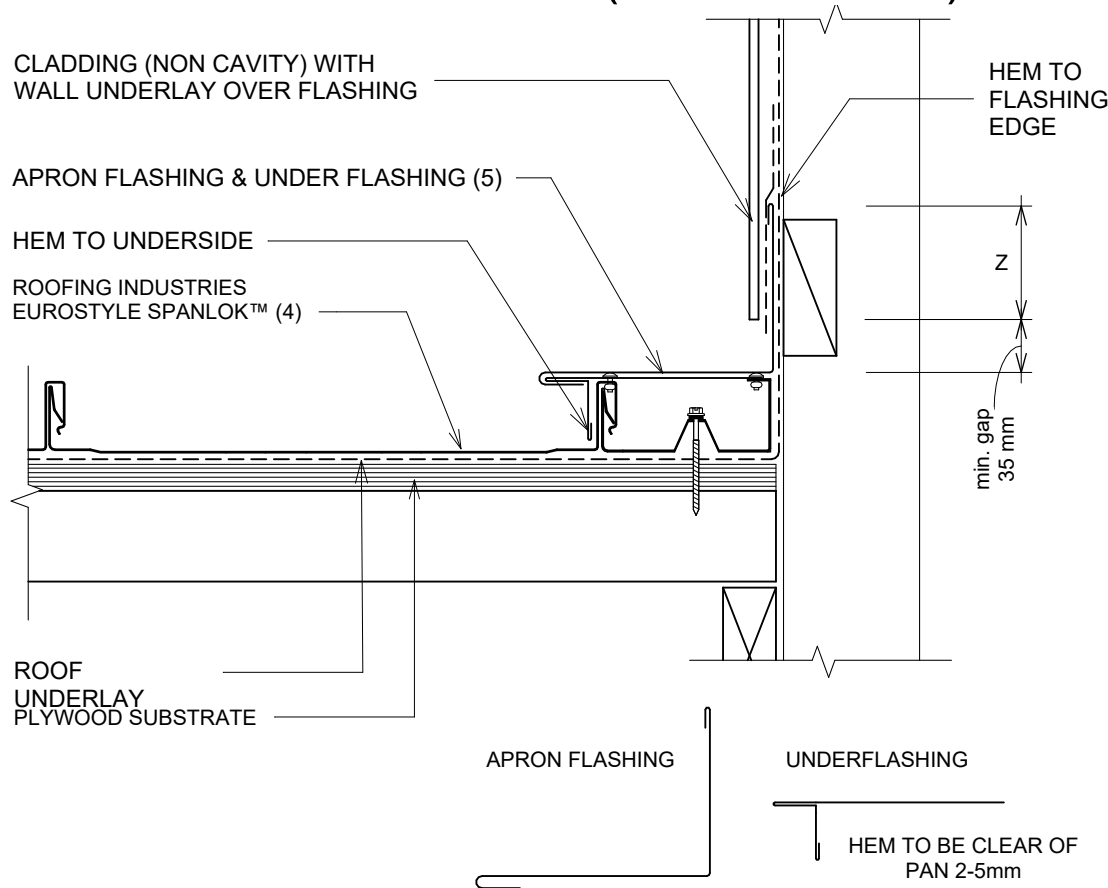 CLADDING (NON CAVITY) WITH
WALL UNDERLAY OVER FLASHING
HEM TO
FLASHING
EDGE
APRON FLASHING & UNDER FLASHING (5)
HEM TO UNDERSIDE
ROOFING INDUSTRIES
EUROSTYLE SPANLOK™ (4)
Z
min. gap
35 mm
ROOF
UNDERLAY
PLYWOOD SUBSTRATE
APRON FLASHING
UNDERFLASHING
HEM TO BE CLEAR OF
PAN 2-5mm